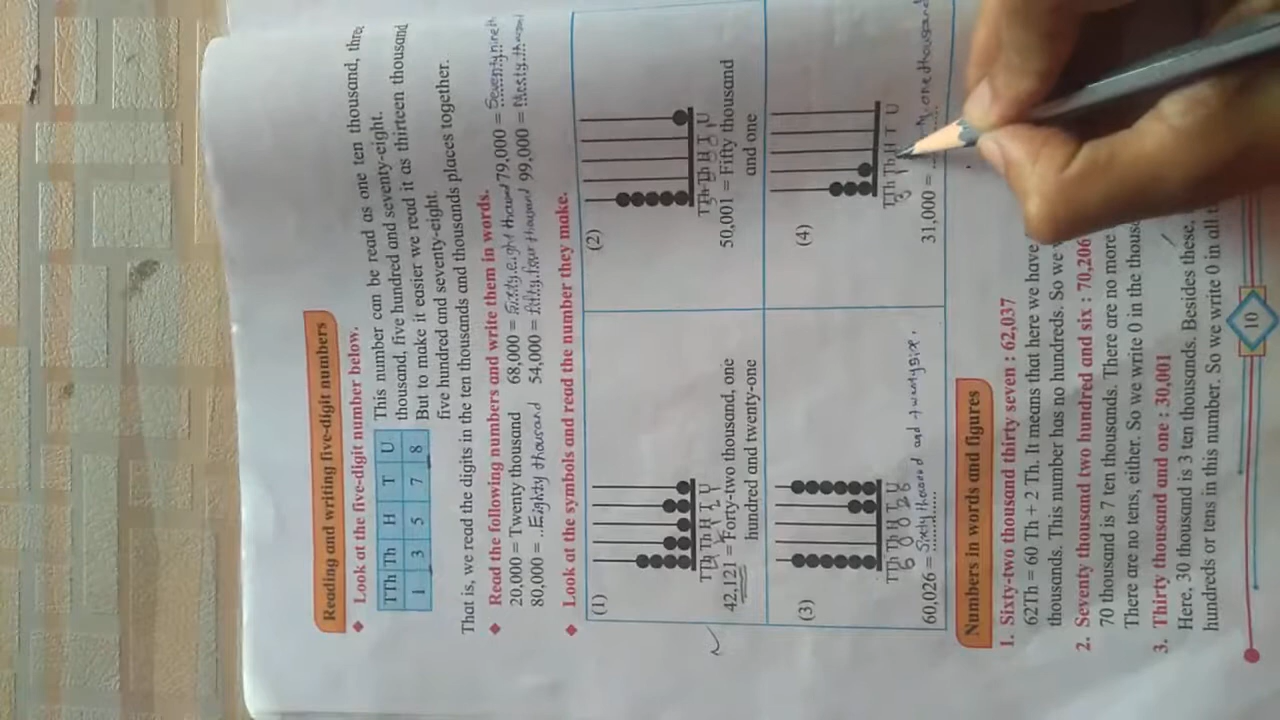 Reading and writing five-digit numbers
◆ Look at the five-digit number below.
TTh Th H T U
1 3 5 7 8
This number can be read as one ten thousand, three
thousand, five hundred and seventy-eight.
But to make it easier we read it as thirteen thousand
five hundred and seventy-eight.
That is, we read the digits in the ten thousands and thousands places together.
◆ Read the following numbers and write them in words.
20,000 = Twenty thousand 68,000 = 79,000 =
80,000 = Eighty thousand 54,000 = fifty four thousand 99,000 =
◆ Look at the symbols and read the number they make.
(1)
TTh Th H T U
4 2 1 2 1
42,121 = Forty-two thousand, one
hundred and twenty-one
(2)
TTh Th H T U
5 0 0 0 1
50,001 = Fifty thousand
and one
(3)
TTh Th H T U
6 0 0 2 6
60,026 = Sixty thousand and twenty six.
(4)
TTh Th H T U
3 1
31,000 = one thousand
Numbers in words and figures
1. Sixty-two thousand thirty seven : 62,037
62Th = 60 Th + 2 Th. It means that here we have
thousands. This number has no hundreds. So we
2. Seventy thousand two hundred and six : 70,206
70 thousand is 7 ten thousands. There are no more
There are no tens, either. So we write 0 in the
3. Thirty thousand and one : 30,001
Here, 30 thousand is 3 ten thousands. Besides these,
hundreds or tens in this number. So we write 0 in all
10